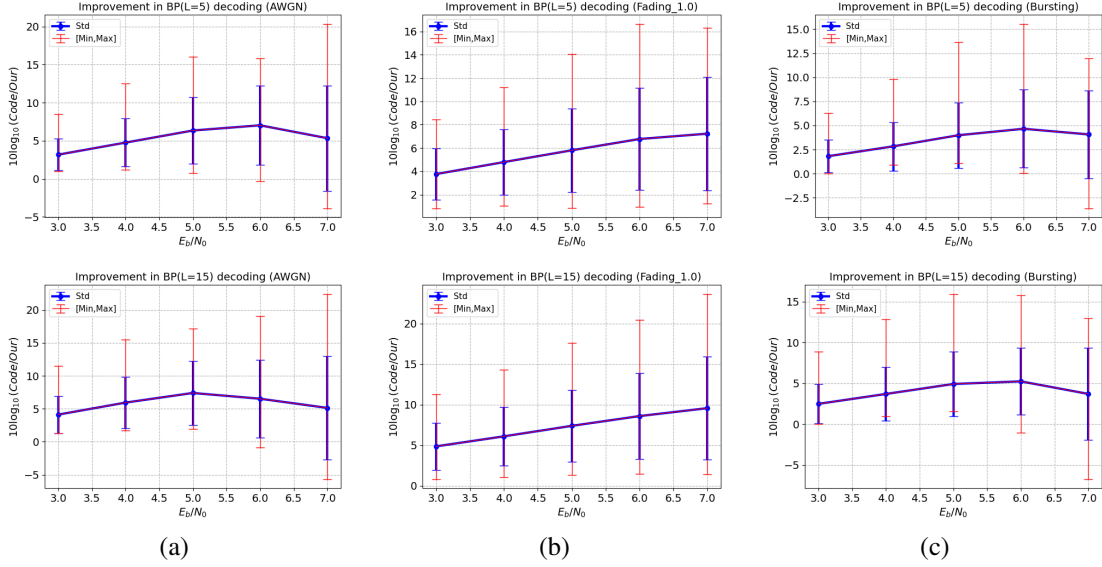 Improvement in BP(L=5) decoding (AWGN)
20
15
10
5
0
−5
10log₁₀(Code/Our)
Std
[Min,Max]
3.0 3.5 4.0 4.5 5.0 5.5 6.0 6.5 7.0
E_b/N_0
Improvement in BP(L=5) decoding (Fading_1.0)
16
14
12
10
8
6
4
2
10log₁₀(Code/Our)
Std
[Min,Max]
3.0 3.5 4.0 4.5 5.0 5.5 6.0 6.5 7.0
E_b/N_0
Improvement in BP(L=5) decoding (Bursting)
15.0
12.5
10.0
7.5
5.0
2.5
0.0
−2.5
10log₁₀(Code/Our)
Std
[Min,Max]
3.0 3.5 4.0 4.5 5.0 5.5 6.0 6.5 7.0
E_b/N_0
Improvement in BP(L=15) decoding (AWGN)
20
15
10
5
0
−5
10log₁₀(Code/Our)
Std
[Min,Max]
3.0 3.5 4.0 4.5 5.0 5.5 6.0 6.5 7.0
E_b/N_0
Improvement in BP(L=15) decoding (Fading_1.0)
20
15
10
5
0
10log₁₀(Code/Our)
Std
[Min,Max]
3.0 3.5 4.0 4.5 5.0 5.5 6.0 6.5 7.0
E_b/N_0
Improvement in BP(L=15) decoding (Bursting)
15
10
5
0
−5
10log₁₀(Code/Our)
Std
[Min,Max]
3.0 3.5 4.0 4.5 5.0 5.5 6.0 6.5 7.0
E_b/N_0
(a)
(b)
(c)